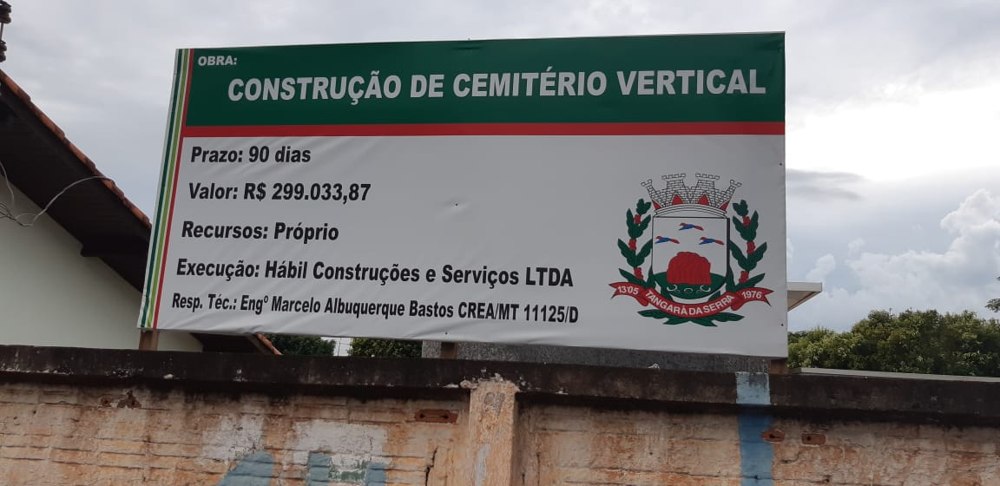 OBRA:
CONSTRUÇÃO DE CEMITÉRIO VERTICAL
Prazo: 90 dias
Valor: R$ 299.033,87
Recursos: Próprio
Execução: Hábil Construções e Serviços LTDA
Resp. Téc.: Engº Marcelo Albuquerque Bastos CREA/MT 11125/D
13'05 TANGARÁ DA SERRA 1976